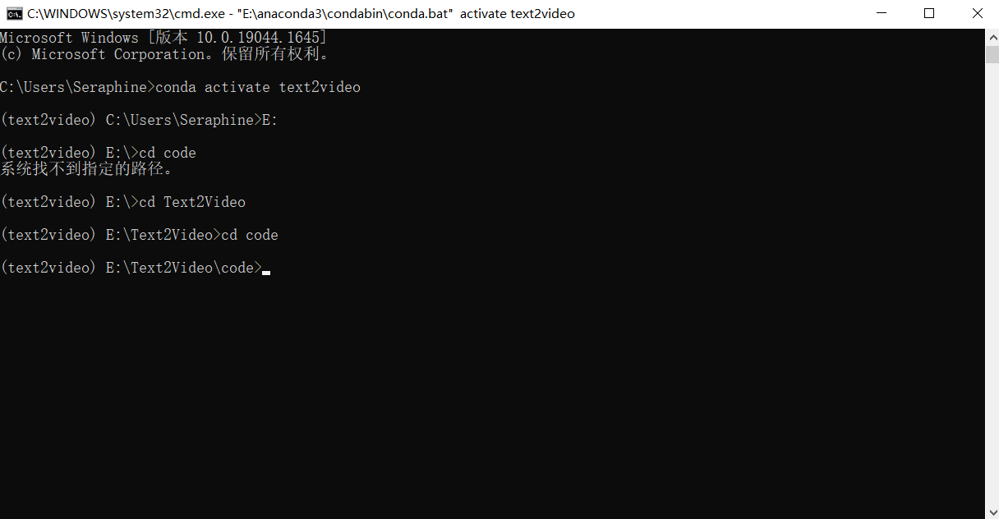 C:\WINDOWS\system32\cmd.exe - "E:\anaconda3\condabin\conda.bat"  activate text2video
Microsoft Windows [版本 10.0.19044.1645]
(c) Microsoft Corporation。保留所有权利。
C:\Users\Seraphine>conda activate text2video
(text2video) C:\Users\Seraphine>E:
(text2video) E:\>cd code
系统找不到指定的路径。
(text2video) E:\>cd Text2Video
(text2video) E:\Text2Video>cd code
(text2video) E:\Text2Video\code>